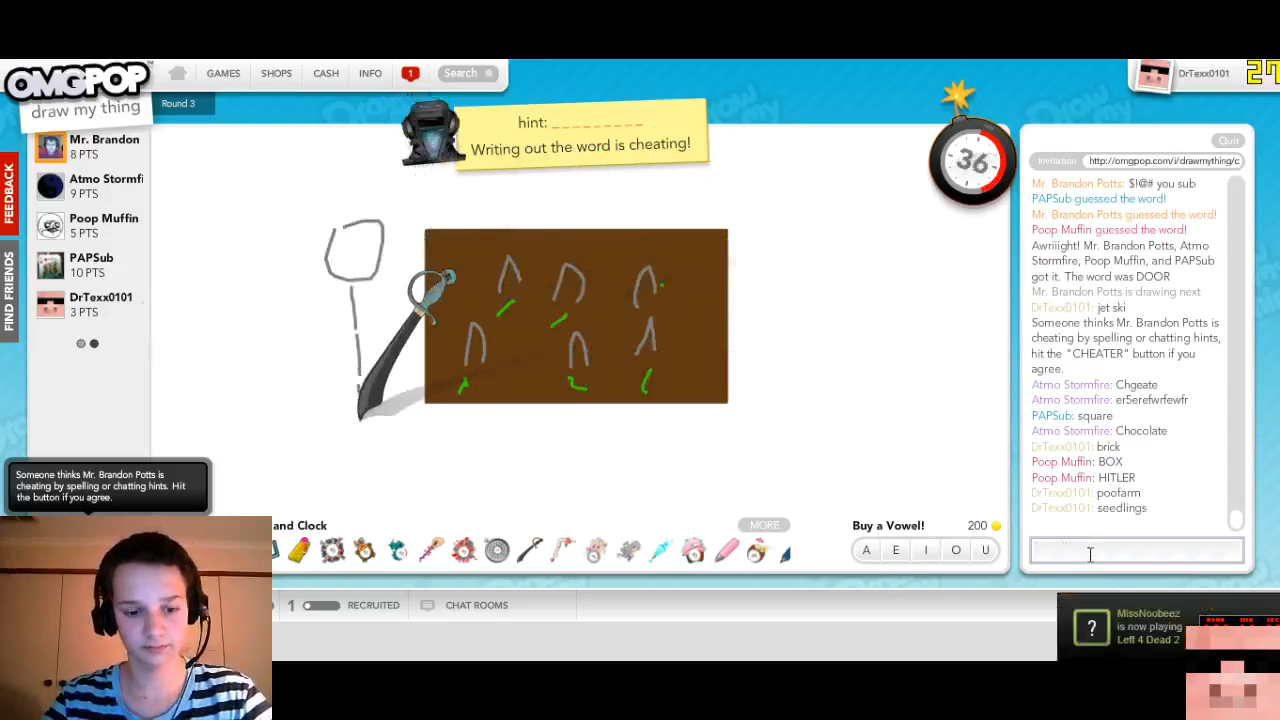 OMGPOP
GAMES
SHOPS
CASH
INFO
1
Search
DrTexx0101
27
draw my thing
Round 3
hint: _ _ _ _ _ _ _ _ _
Writing out the word is cheating!
36
FEEDBACK
FIND FRIENDS
Mr. Brandon
8 PTS
Atmo Stormfi
9 PTS
Poop Muffin
5 PTS
PAPSub
10 PTS
DrTexx0101
3 PTS
Quit
Invitation
http://omgpop.com/i/drawmything/c
Mr. Brandon Potts: $!@# you sub
PAPSub guessed the word!
Mr. Brandon Potts guessed the word!
Poop Muffin guessed the word!
Awriiight! Mr. Brandon Potts, Atmo
Stormfire, Poop Muffin, and PAPSub
got it. The word was DOOR
Mr. Brandon Potts is drawing next
DrTexx0101: jet ski
Someone thinks Mr. Brandon Potts is
cheating by spelling or chatting hints,
hit the "CHEATER" button if you
agree.
Atmo Stormfire: Chgeate
Atmo Stormfire: er5erefwrfewfr
PAPSub: square
Atmo Stormfire: Chocolate
DrTexx0101: brick
Poop Muffin: BOX
Poop Muffin: HITLER
DrTexx0101: poofarm
DrTexx0101: seedlings
Someone thinks Mr. Brandon Potts is
cheating by spelling or chatting hints. Hit
the button if you agree.
and Clock
MORE
Buy a Vowel!
200
A E I O U
1
RECRUITED
CHAT ROOMS
?
MissNoobeez
is now playing
Left 4 Dead 2